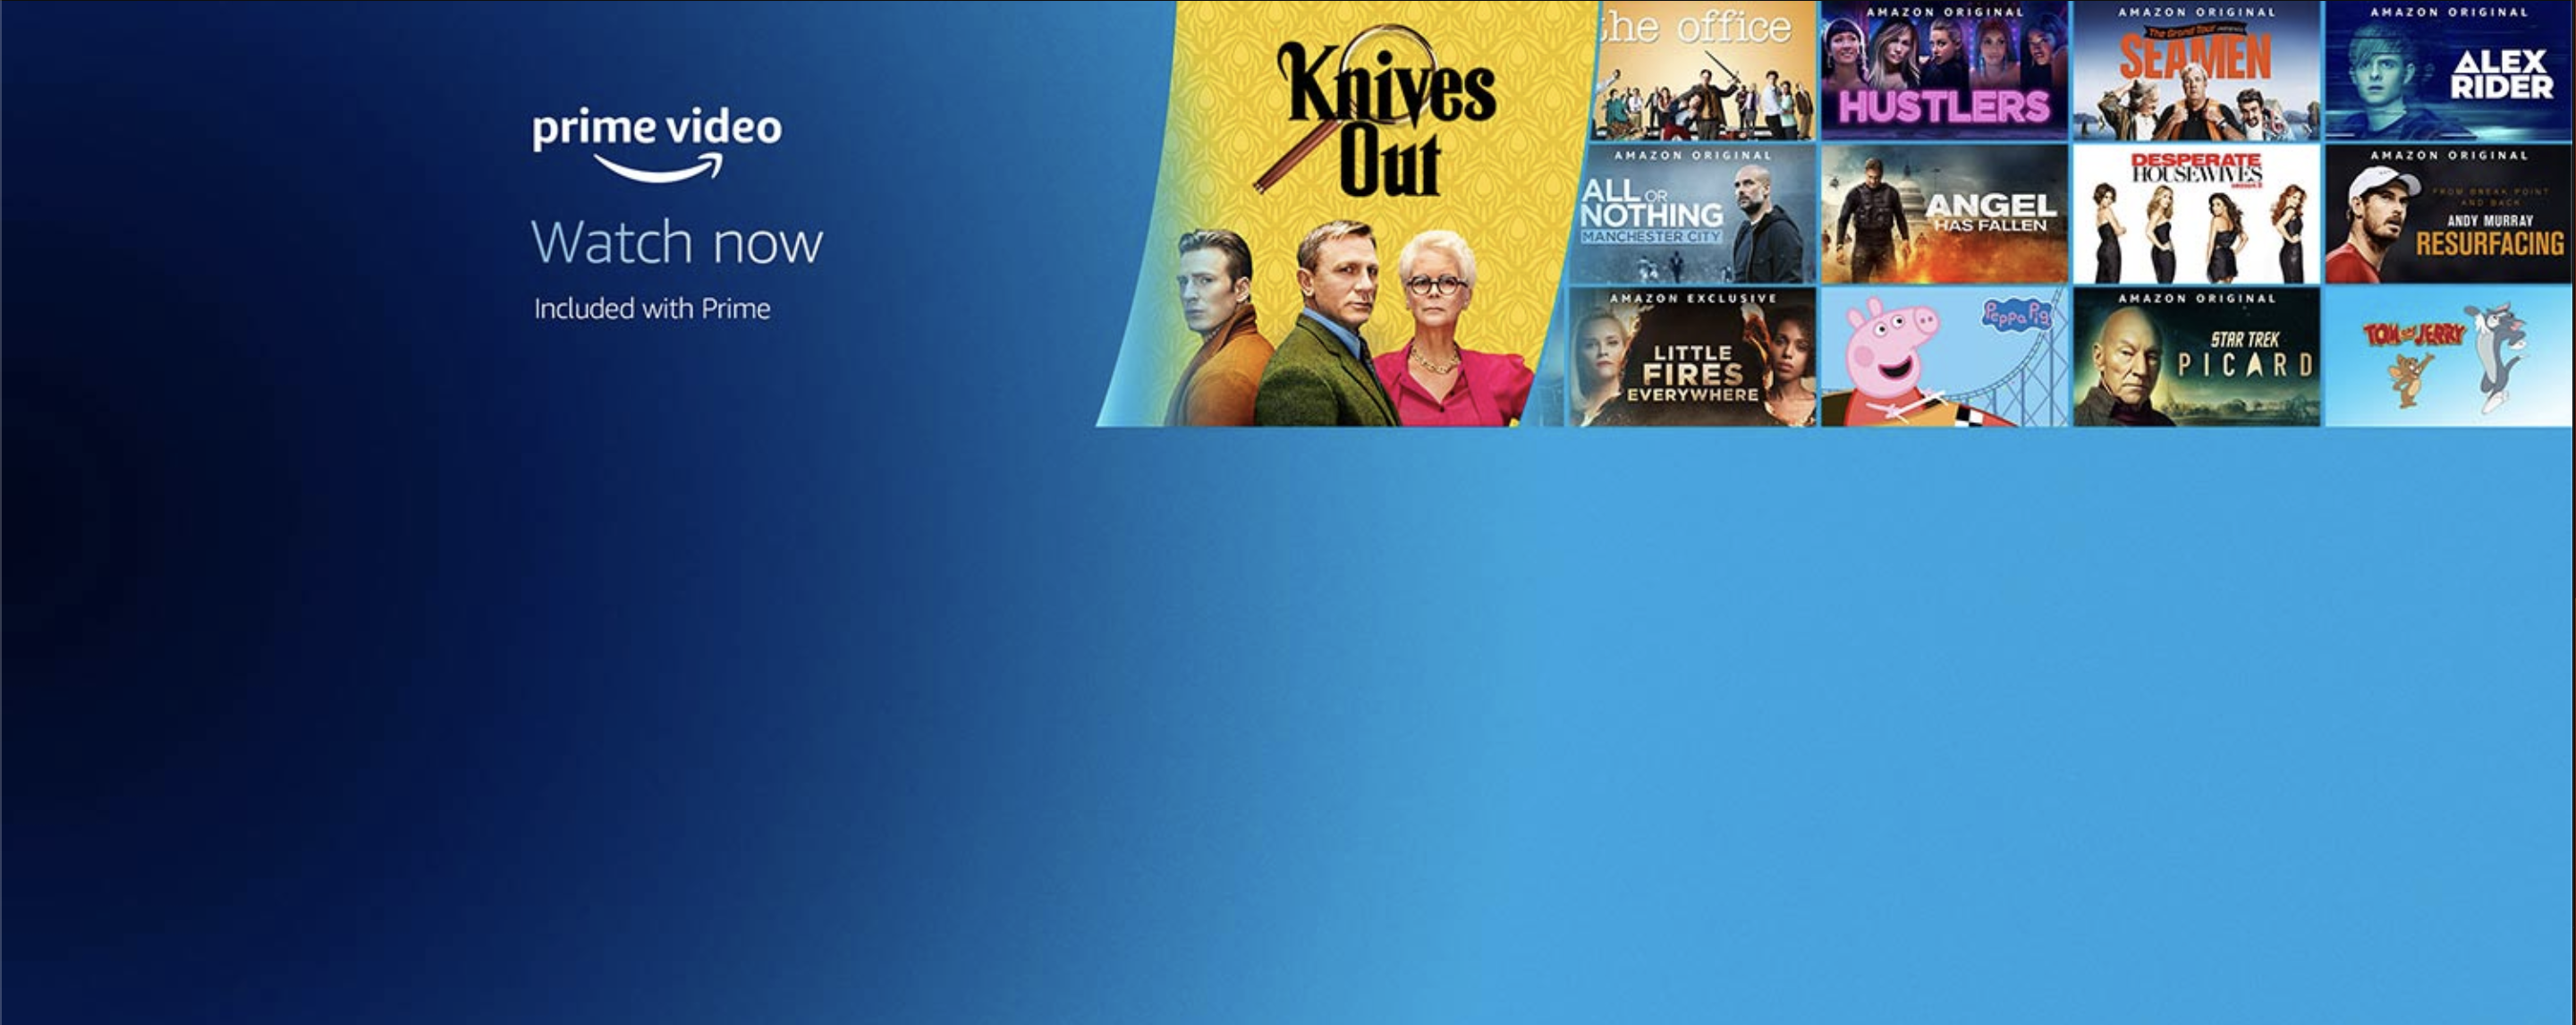 prime video
Watch now
Included with Prime
Knives
Out
the office
AMAZON ORIGINAL
HUSTLERS
AMAZON ORIGINAL
The Grand Tour presents
SEAMEN
AMAZON ORIGINAL
ALEX
RIDER
AMAZON ORIGINAL
ALL OR
NOTHING
MANCHESTER CITY
ANGEL
HAS FALLEN
DESPERATE
HOUSEWIVES
AMAZON ORIGINAL
FROM BREAK POINT
AND BACK
ANDY MURRAY
RESURFACING
AMAZON EXCLUSIVE
LITTLE
FIRES
EVERYWHERE
Peppa Pig
AMAZON ORIGINAL
STAR TREK
PICARD
TOM and JERRY